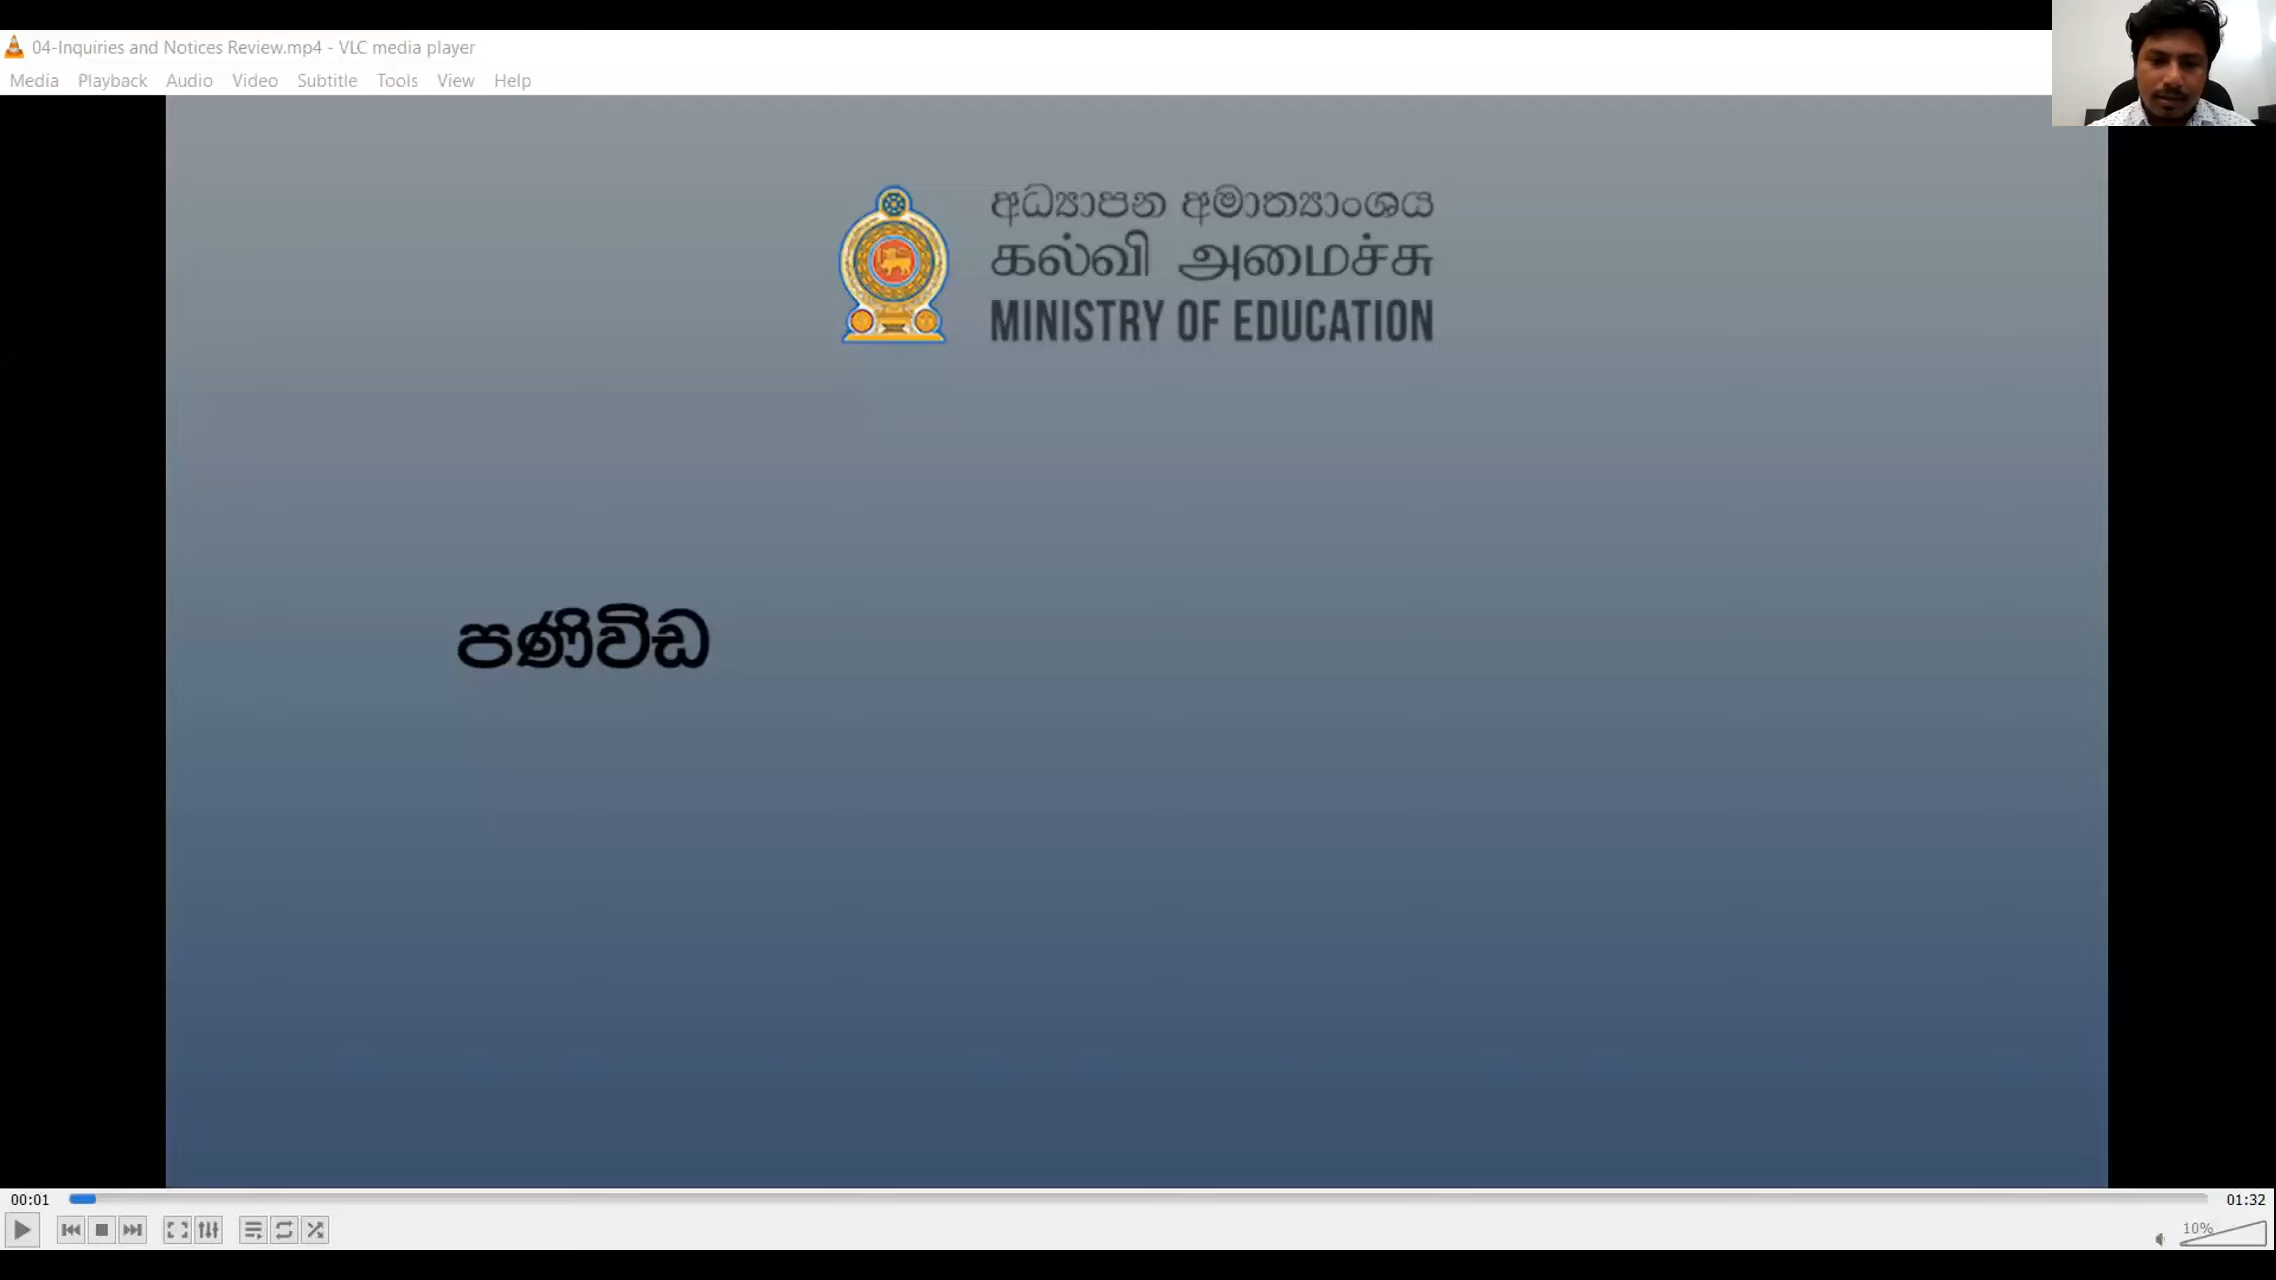 04-Inquiries and Notices Review.mp4 - VLC media player
Media Playback Audio Video Subtitle Tools View Help
අධ්‍යාපන අමාත්‍යාංශය
கல்வி அமைச்சு
MINISTRY OF EDUCATION
පණිවිඩ
00:01
01:32
10%